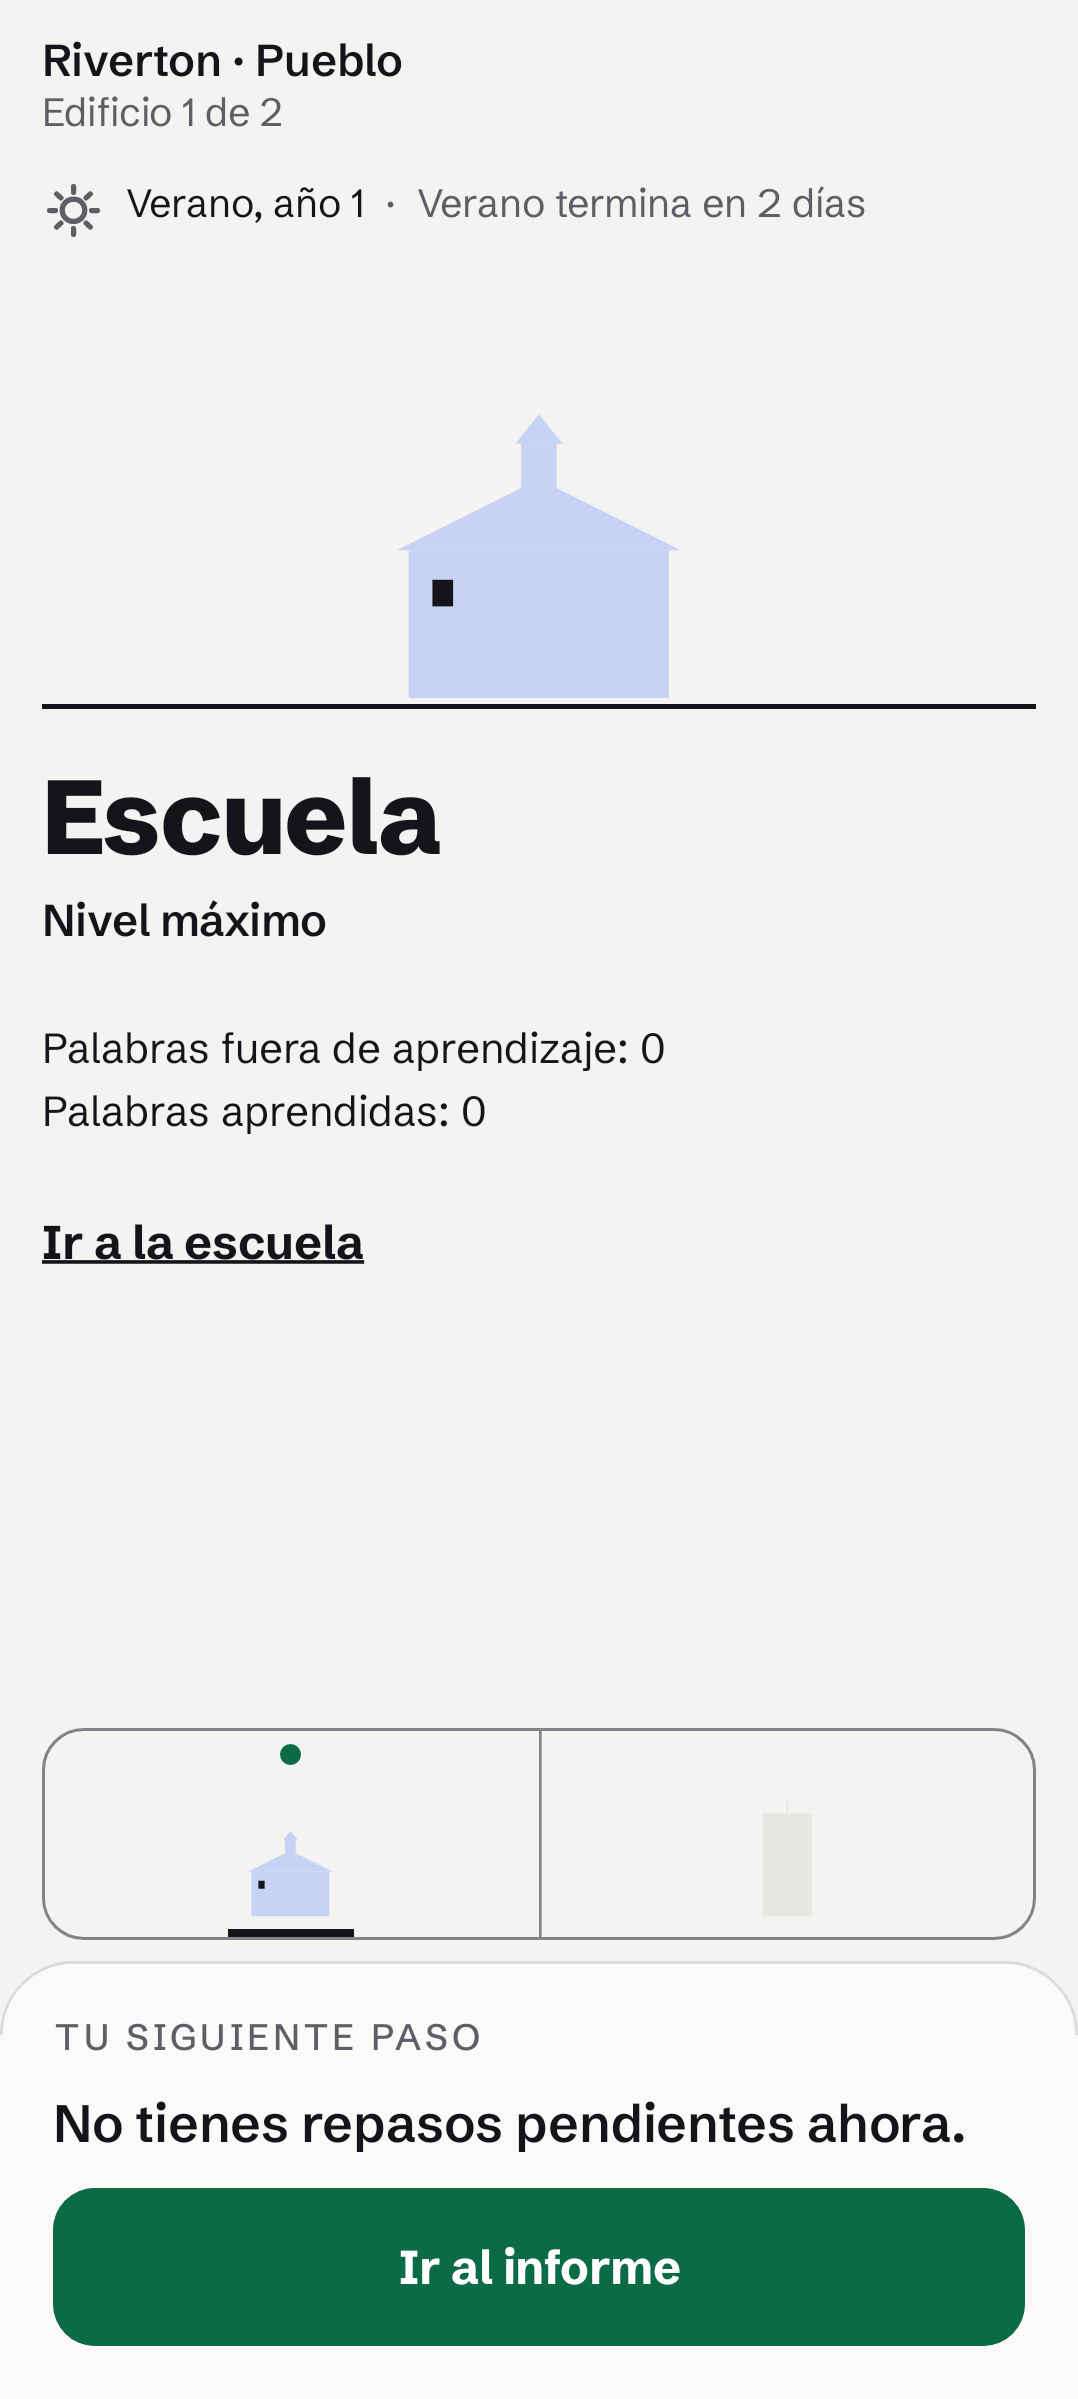 Riverton · Pueblo
Edificio 1 de 2
Verano, año 1 · Verano termina en 2 días
Escuela
Nivel máximo
Palabras fuera de aprendizaje: 0
Palabras aprendidas: 0
Ir a la escuela
TU SIGUIENTE PASO
No tienes repasos pendientes ahora.
Ir al informe